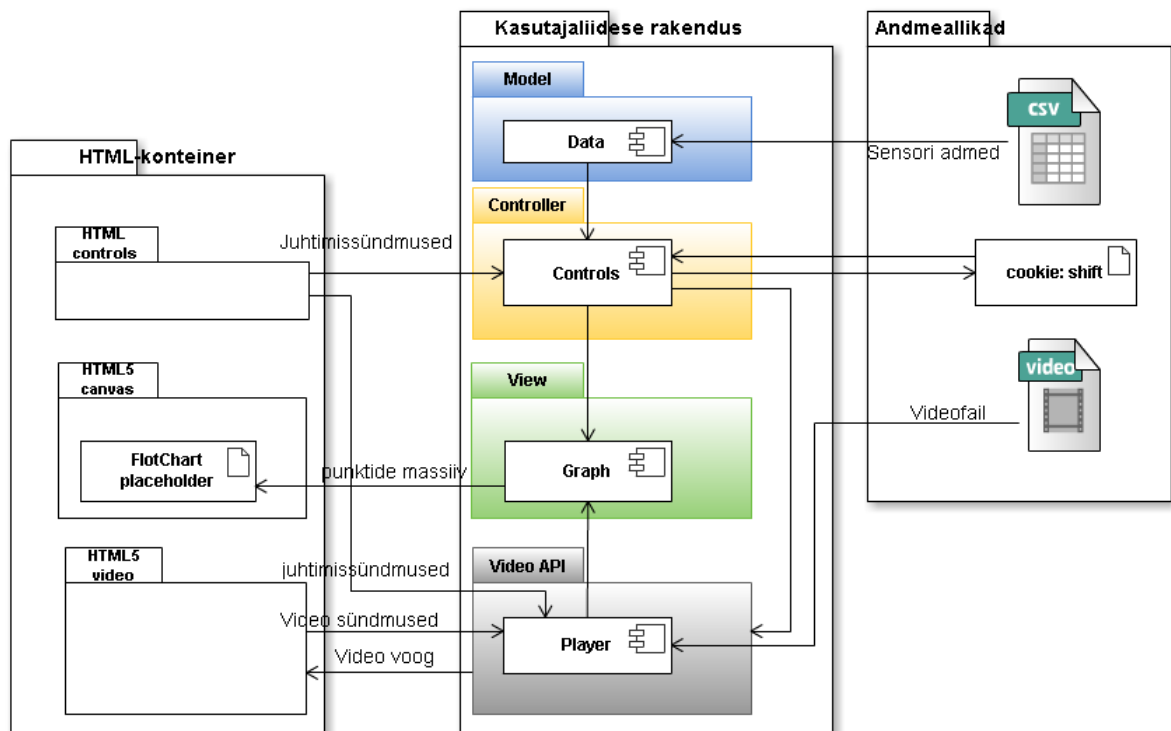 Kasutajaliidese rakendus
Andmeallikad
Model
CSV
Data
Sensori admed
HTML-konteiner
Controller
HTML
controls
Juhtimissündmused
Controls
cookie: shift
HTML5
canvas
View
video
Videofail
FlotChart
placeholder
punktide massiiv
Graph
HTML5
video
Video API
juhtimissündmused
Video sündmused
Player
Video voog